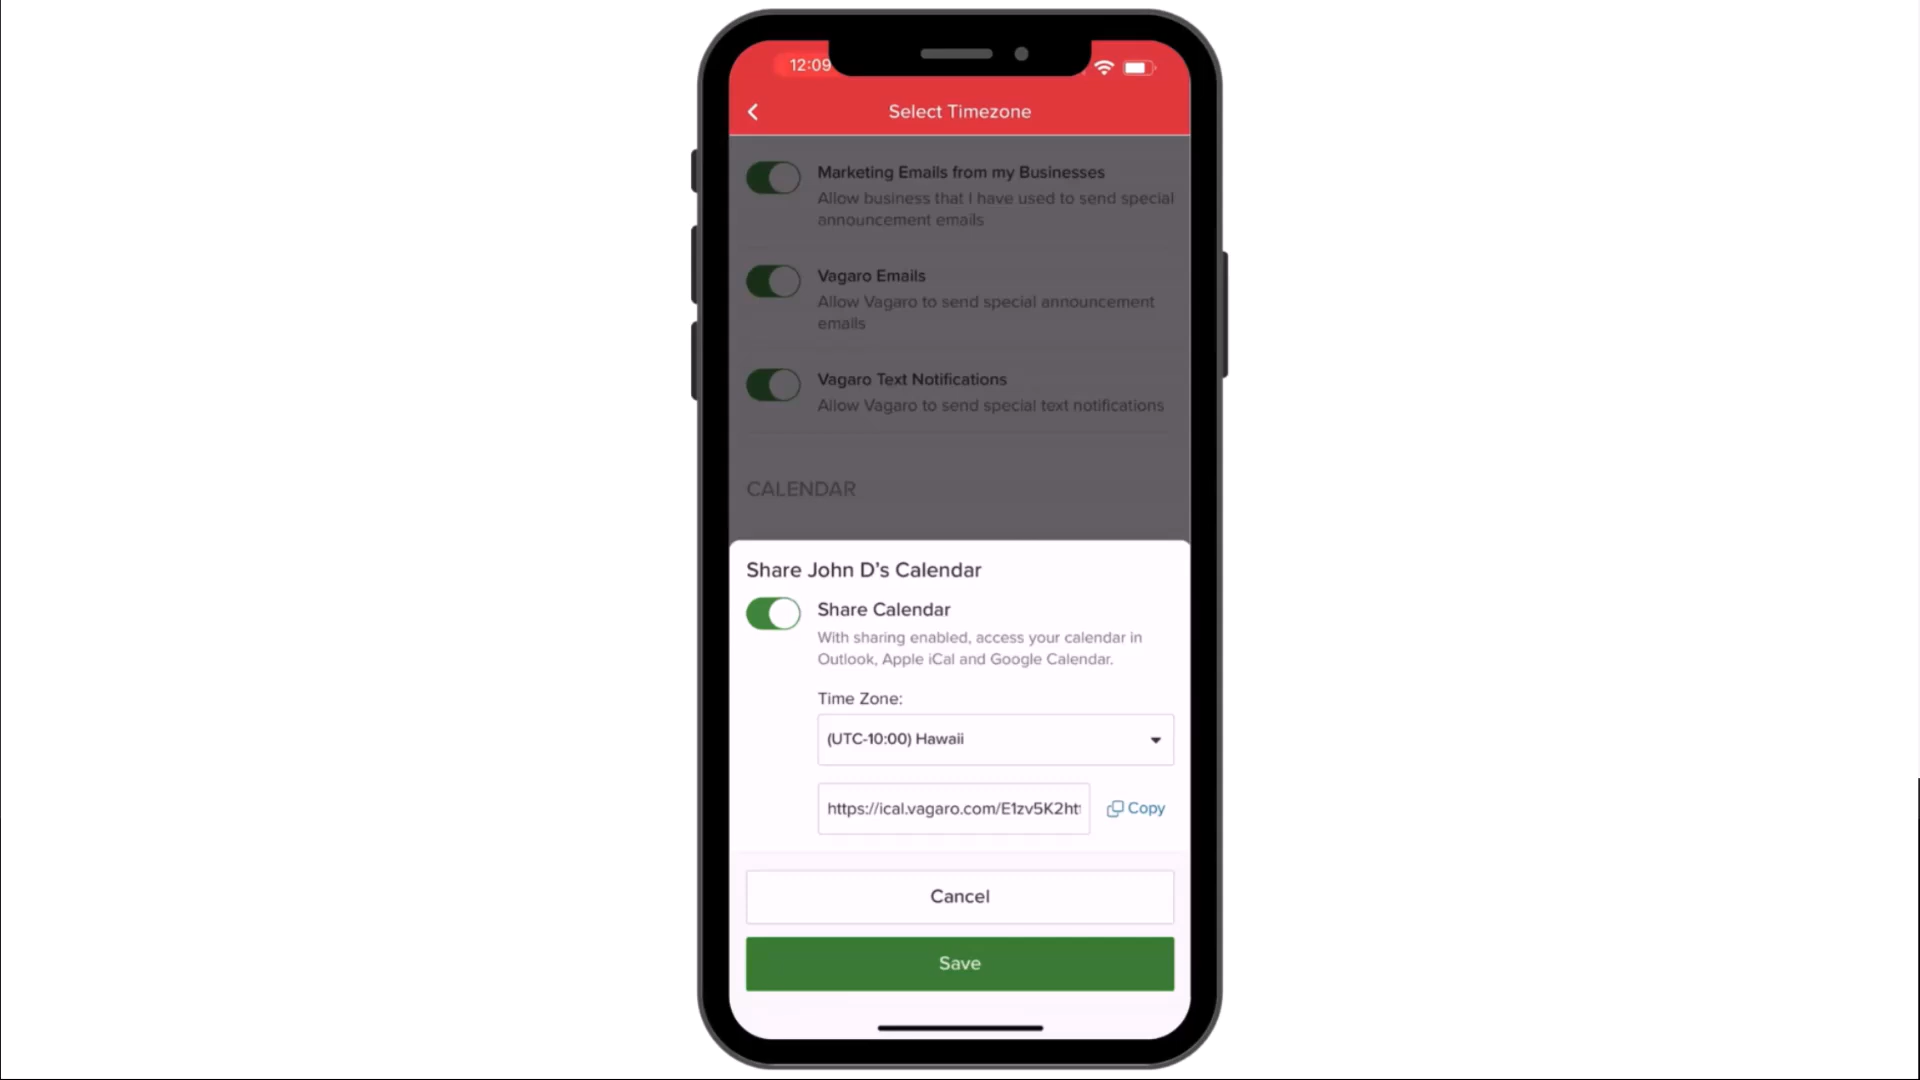 12:09
Select Timezone
Marketing Emails from my Businesses
Allow business that I have used to send special
announcement emails
Vagaro Emails
Allow Vagaro to send special announcement
emails
Vagaro Text Notifications
Allow Vagaro to send special text notifications
CALENDAR
Share John D's Calendar
Share Calendar
With sharing enabled, access your calendar in
Outlook, Apple iCal and Google Calendar.
Time Zone:
(UTC-10:00) Hawaii
https://ical.vagaro.com/E1zv5K2ht
Copy
Cancel
Save